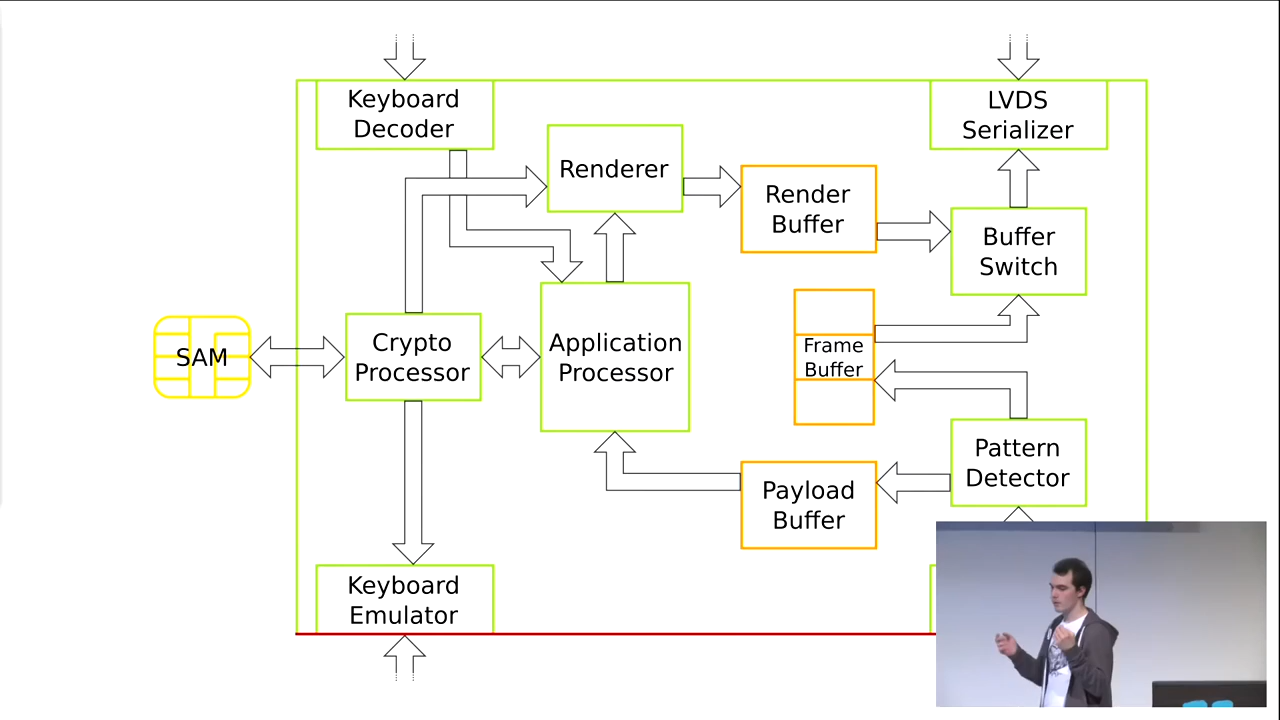 Keyboard
Decoder
LVDS
Serializer
Renderer
Render
Buffer
Buffer
Switch
SAM
Crypto
Processor
Application
Processor
Frame
Buffer
Pattern
Detector
Payload
Buffer
Keyboard
Emulator